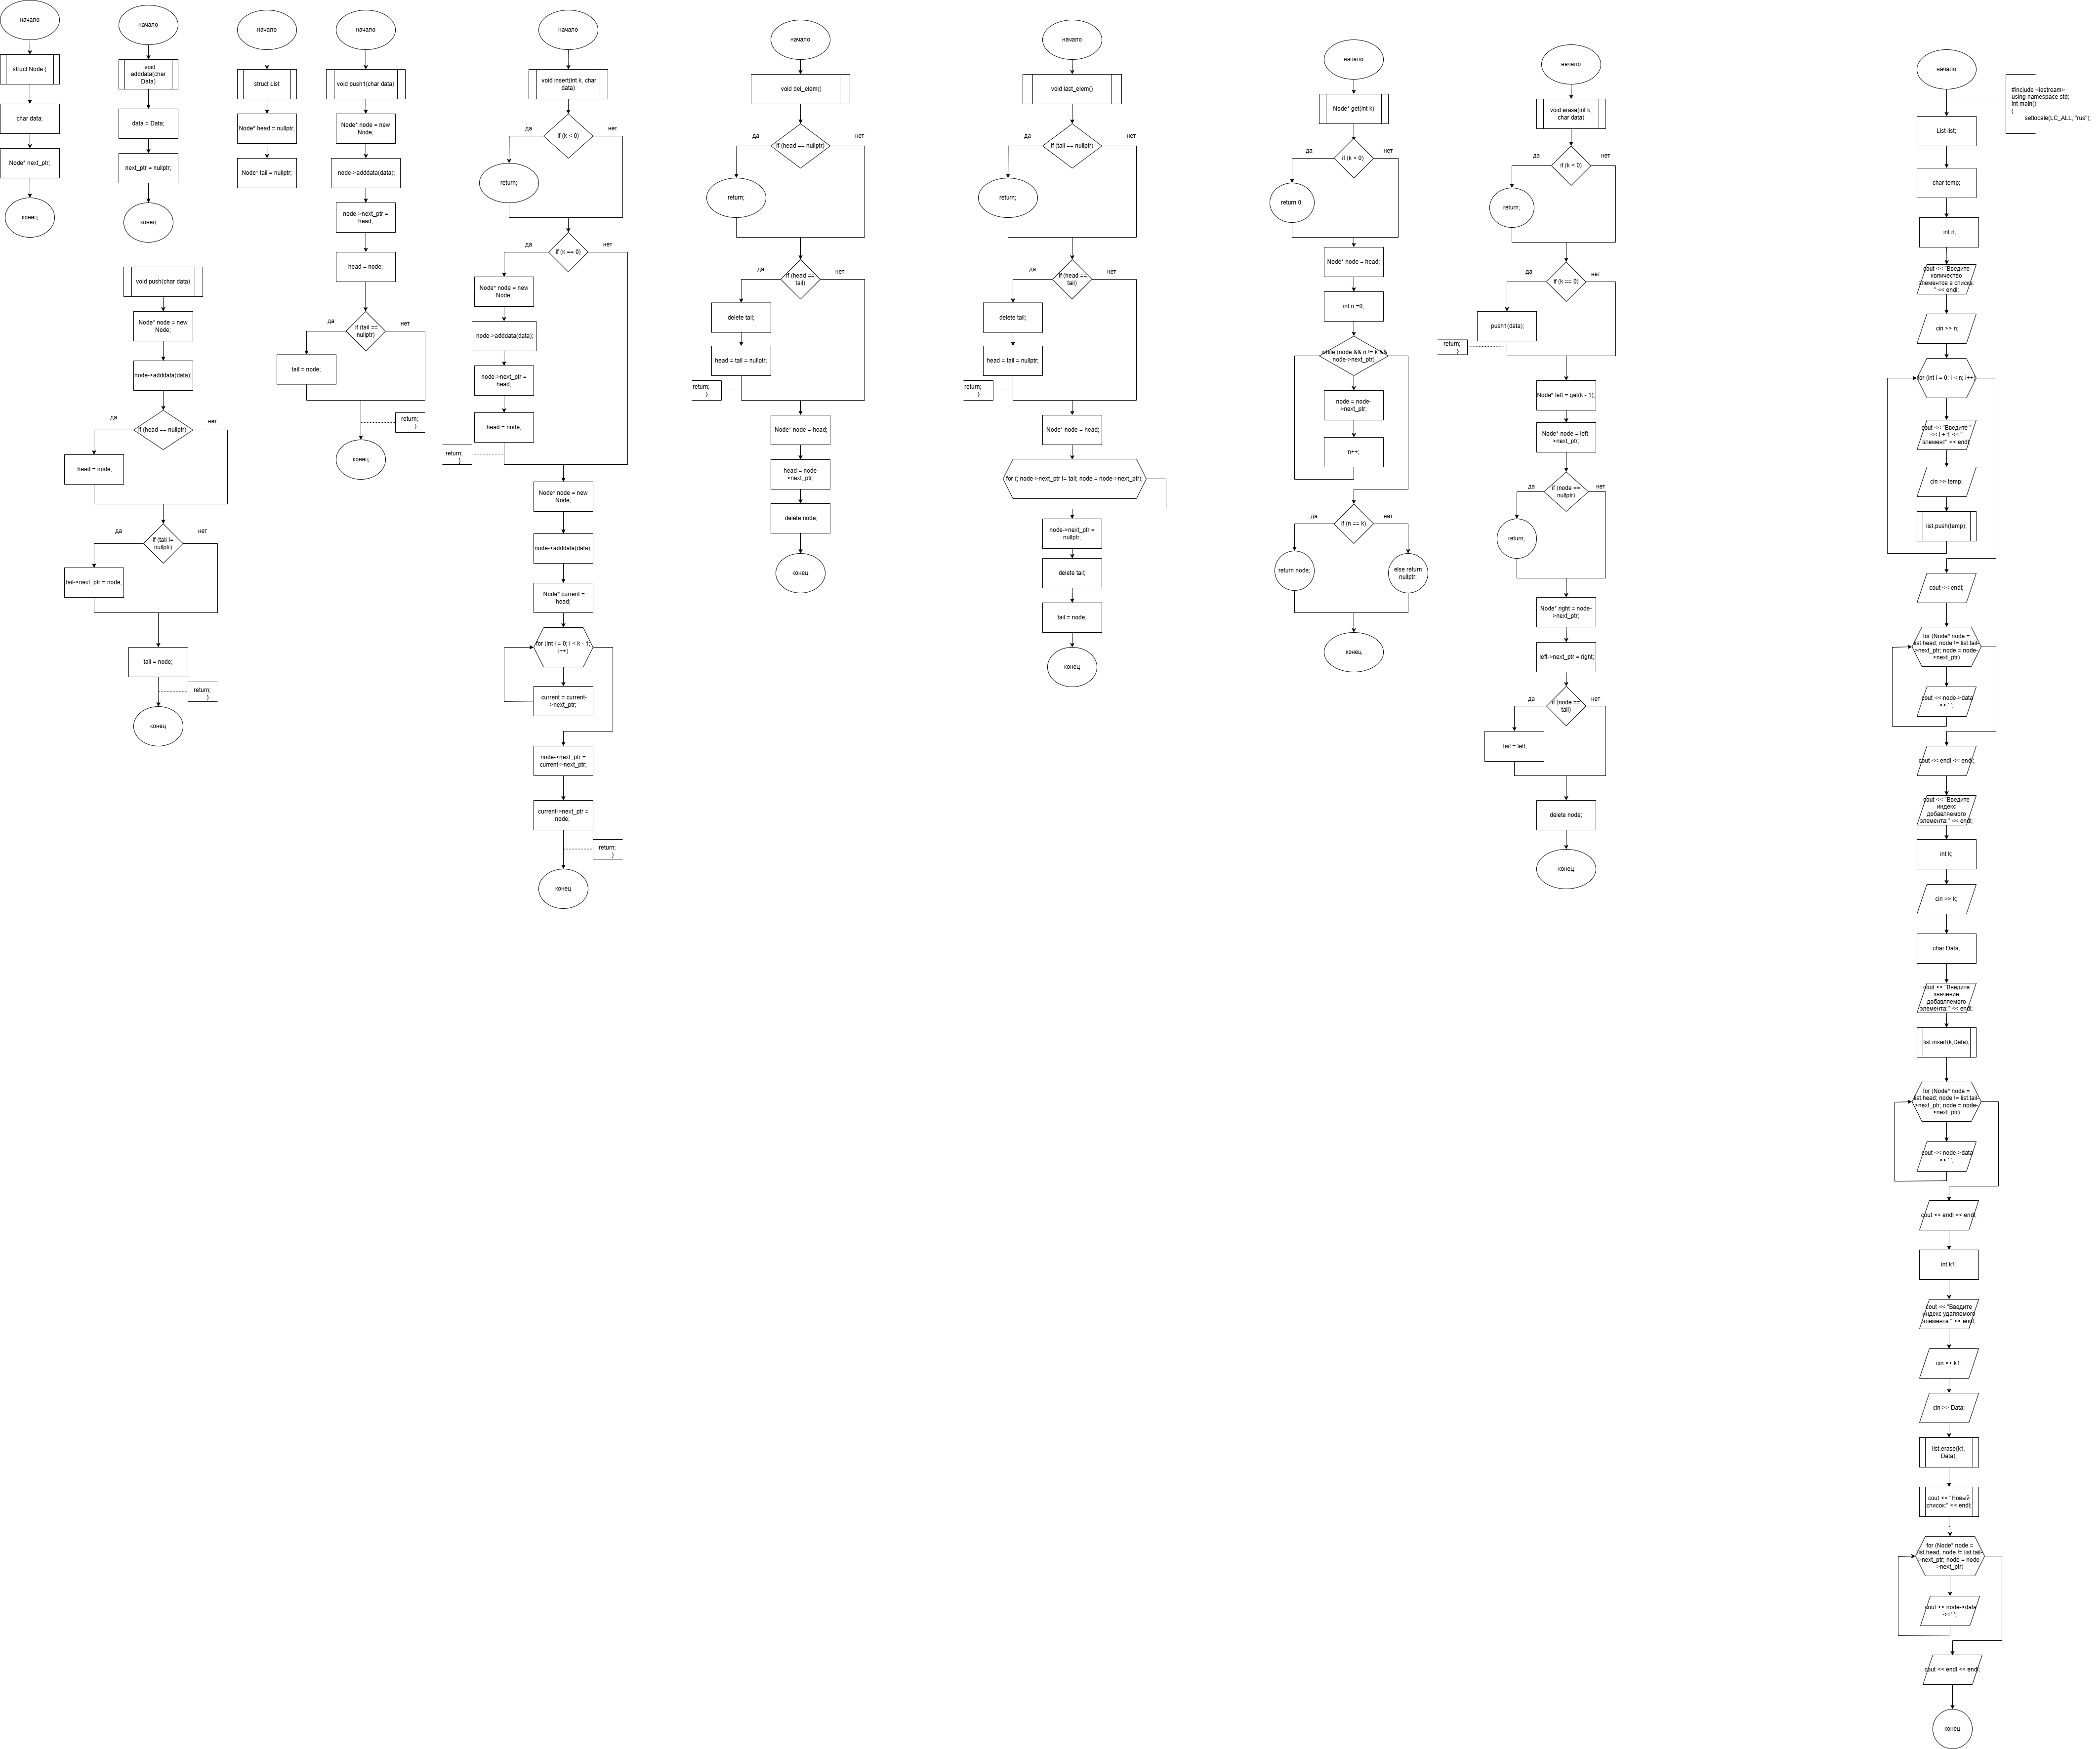 начало
struct Node {
char data;
Node* next_ptr;
конец
начало
void
adddata(char
Data)
data = Data;
next_ptr = nullptr;
конец
void push(char data)
Node* node = new
Node;
node->adddata(data);
if (head == nullptr)
да
нет
head = node;
if (tail !=
nullptr)
да
нет
tail->next_ptr = node;
tail = node;
return;
}
конец
начало
struct List
Node* head = nullptr;
Node* tail = nullptr;
начало
void push1(char data)
Node* node = new
Node;
node->adddata(data);
node->next_ptr =
head;
head = node;
if (tail ==
nullptr)
да
нет
tail = node;
return;
}
конец
начало
void insert(int k, char
data)
if (k < 0)
да
нет
return;
if (k == 0)
да
нет
Node* node = new
Node;
node->adddata(data);
node->next_ptr =
head;
head = node;
return;
}
Node* node = new
Node;
node->adddata(data);
Node* current =
head;
for (int i = 0; i < k - 1;
i++)
current = current-
>next_ptr;
node->next_ptr =
current->next_ptr;
current->next_ptr =
node;
return;
}
конец
начало
void del_elem()
if (head == nullptr)
да
нет
return;
if (head ==
tail)
да
нет
delete tail;
head = tail = nullptr;
return;
}
Node* node = head;
head = node-
>next_ptr;
delete node;
конец
начало
void last_elem()
if (tail == nullptr)
да
нет
return;
if (head ==
tail)
да
нет
delete tail;
head = tail = nullptr;
return;
}
Node* node = head;
for (; node->next_ptr != tail; node = node->next_ptr);
node->next_ptr =
nullptr;
delete tail;
tail = node;
конец
начало
Node* get(int k)
if (k < 0)
да
нет
return 0;
Node* node = head;
int n =0;
while (node && n != k &&
node->next_ptr)
node = node-
>next_ptr;
n++;
if (n == k)
да
нет
return node;
else return
nullptr;
конец
начало
void erase(int k,
char data)
if (k < 0)
да
нет
return;
if (k == 0)
да
нет
push1(data);
return;
}
Node* left = get(k - 1);
Node* node = left-
>next_ptr;
if (node ==
nullptr)
да
нет
return;
Node* right = node-
>next_ptr;
left->next_ptr = right;
if (node ==
tail)
да
нет
tail = left;
delete node;
конец
начало
#include <iostream>
using namespace std;
int main()
{
setlocale(LC_ALL, "rus");
List list;
char temp;
int n;
cout << "Введите
количество
элементов в списке:
" << endl;
cin >> n;
for (int i = 0; i < n; i++)
cout << "Введите "
<< i + 1 << "
элемент" << endl;
cin >> temp;
list.push(temp);
cout << endl;
for (Node* node =
list.head; node != list.tail-
>next_ptr; node = node-
>next_ptr)
cout << node->data
<< ' ';
cout << endl << endl;
cout << "Введите
индекс
добавляемого
элемента:" << endl;
int k;
cin >> k;
char Data;
cout << "Введите
значение
добавляемого
элемента:" << endl;
list.insert(k,Data);
for (Node* node =
list.head; node != list.tail-
>next_ptr; node = node-
>next_ptr)
cout << node->data
<< ' ';
cout << endl << endl;
int k1;
cout << "Введите
индекс удаляемого
элемента:" << endl;
cin >> k1;
cin >> Data;
list.erase(k1,
Data);
cout << "Новый
список:" << endl;
for (Node* node =
list.head; node != list.tail-
>next_ptr; node = node-
>next_ptr)
cout << node->data
<< ' ';
cout << endl << endl;
конец